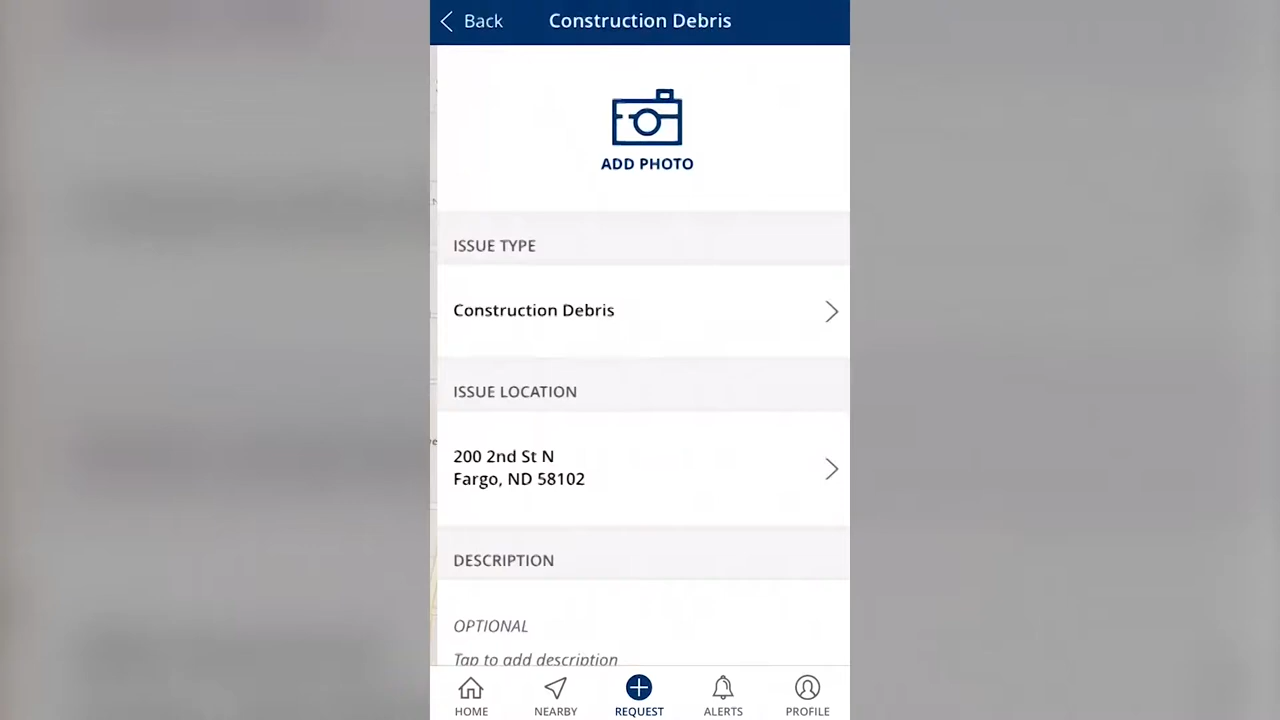 Back
Construction Debris
ADD PHOTO
ISSUE TYPE
Construction Debris
ISSUE LOCATION
200 2nd St N
Fargo, ND 58102
DESCRIPTION
OPTIONAL
Tap to add description
HOME
NEARBY
REQUEST
ALERTS
PROFILE